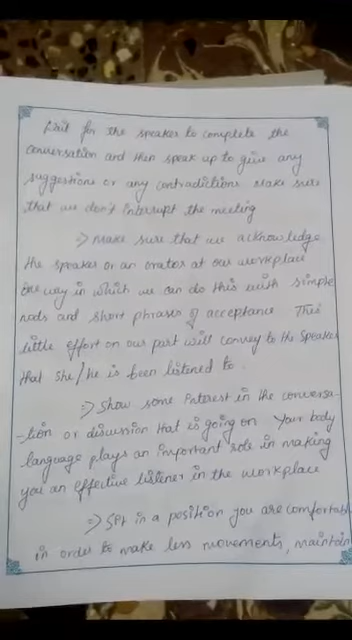 Wait for the speaker to complete the
conversation and then speak up to give any
suggestions or any contradictions. Make sure
that we don't interrupt the meeting
⇒ Make sure that we acknowledge
the speaker or an orator at our workplace
One way in which we can do this with simple
nods and short phrases of acceptance This
little effort on our part will convey to the speaker
that she/he is been listened to.
⇒ Show some interest in the conversa-
-tion or discussion that is going on Your body
language plays an important role in making
you an effective listener in the workplace
⇒ in a position you are comfortabl
in order to make less movements, maintain